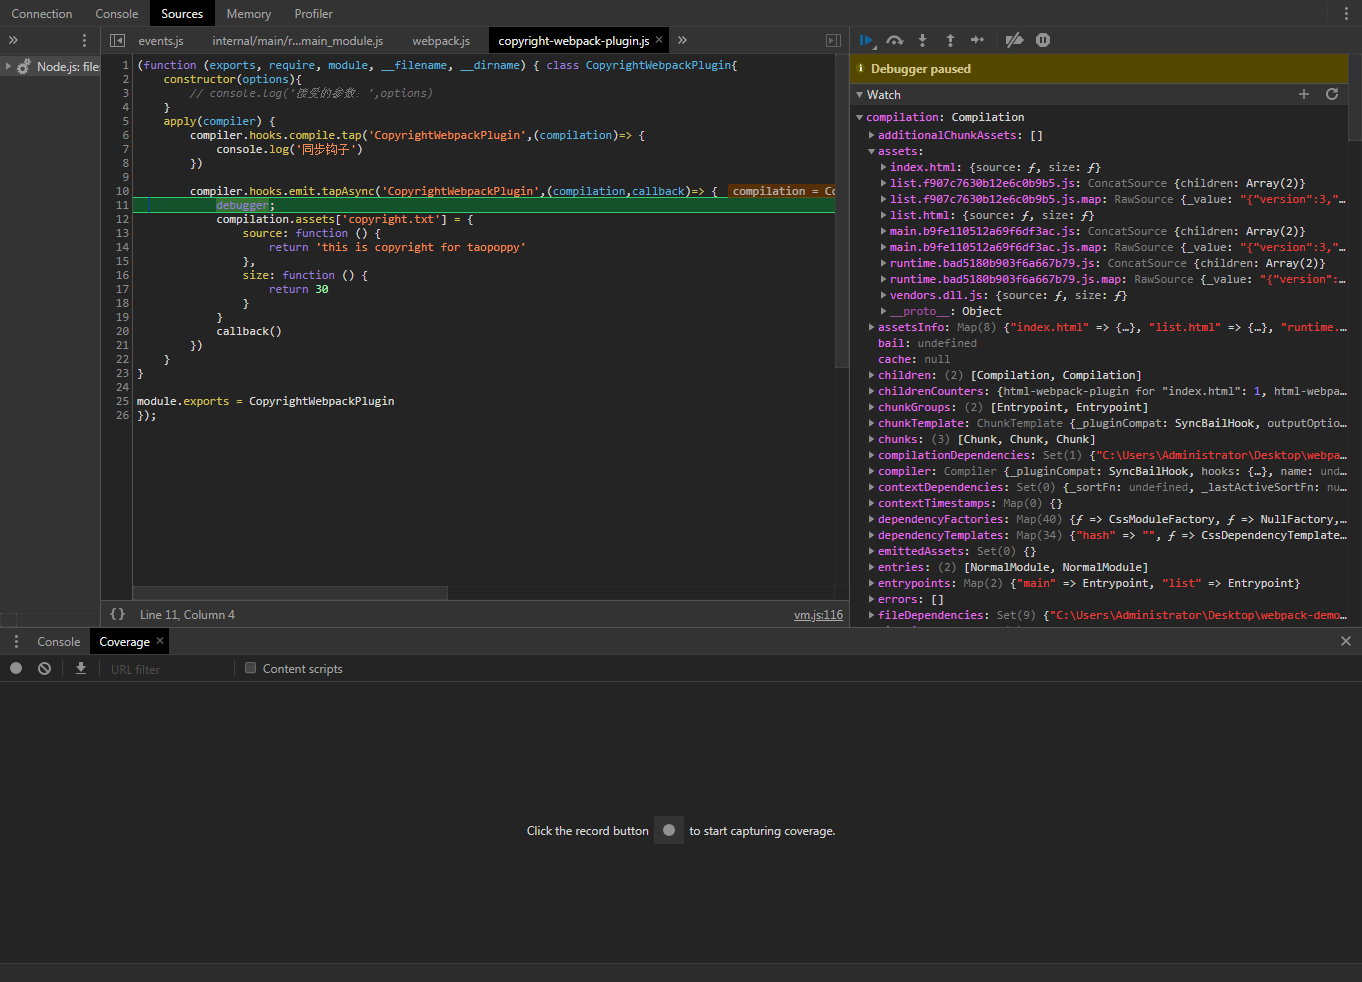 Connection Console Sources Memory Profiler
events.js internal/main/r...main_module.js webpack.js copyright-webpack-plugin.js × »
Node.js: files
1 (function (exports, require, module, __filename, __dirname) { class CopyrightWebpackPlugin{
2 constructor(options){
3 // console.log('接受的参数: ',options)
4 }
5 apply(compiler) {
6 compiler.hooks.compile.tap('CopyrightWebpackPlugin',(compilation)=> {
7 console.log('同步钩子')
8 })
9
10 compiler.hooks.emit.tapAsync('CopyrightWebpackPlugin',(compilation,callback)=> { compilation = Co
11 debugger;
12 compilation.assets['copyright.txt'] = {
13 source: function () {
14 return 'this is copyright for taopoppy'
15 },
16 size: function () {
17 return 30
18 }
19 }
20 callback()
21 })
22 }
23 }
24
25 module.exports = CopyrightWebpackPlugin
26 });
{} Line 11, Column 4 vm.js:116
Debugger paused
Watch
compilation: Compilation
additionalChunkAssets: []
assets:
index.html: {source: ƒ, size: ƒ}
list.f907c7630b12e6c0b9b5.js: ConcatSource {children: Array(2)}
list.f907c7630b12e6c0b9b5.js.map: RawSource {_value: "{"version":3,"…
list.html: {source: ƒ, size: ƒ}
main.b9fe110512a69f6df3ac.js: ConcatSource {children: Array(2)}
main.b9fe110512a69f6df3ac.js.map: RawSource {_value: "{"version":3,"…
runtime.bad5180b903f6a667b79.js: ConcatSource {children: Array(2)}
runtime.bad5180b903f6a667b79.js.map: RawSource {_value: "{"version":…
vendors.dll.js: {source: ƒ, size: ƒ}
__proto__: Object
assetsInfo: Map(8) {"index.html" => {…}, "list.html" => {…}, "runtime.…
bail: undefined
cache: null
children: (2) [Compilation, Compilation]
childrenCounters: {html-webpack-plugin for "index.html": 1, html-webpa…
chunkGroups: (2) [Entrypoint, Entrypoint]
chunkTemplate: ChunkTemplate {_pluginCompat: SyncBailHook, outputOptio…
chunks: (3) [Chunk, Chunk, Chunk]
compilationDependencies: Set(1) {"C:\Users\Administrator\Desktop\webpa…
compiler: Compiler {_pluginCompat: SyncBailHook, hooks: {…}, name: und…
contextDependencies: Set(0) {_sortFn: undefined, _lastActiveSortFn: nu…
contextTimestamps: Map(0) {}
dependencyFactories: Map(40) {ƒ => CssModuleFactory, ƒ => NullFactory,…
dependencyTemplates: Map(34) {"hash" => "", ƒ => CssDependencyTemplate…
emittedAssets: Set(0) {}
entries: (2) [NormalModule, NormalModule]
entrypoints: Map(2) {"main" => Entrypoint, "list" => Entrypoint}
errors: []
fileDependencies: Set(9) {"C:\Users\Administrator\Desktop\webpack-demo…
Console Coverage ×
URL filter Content scripts
Click the record button to start capturing coverage.